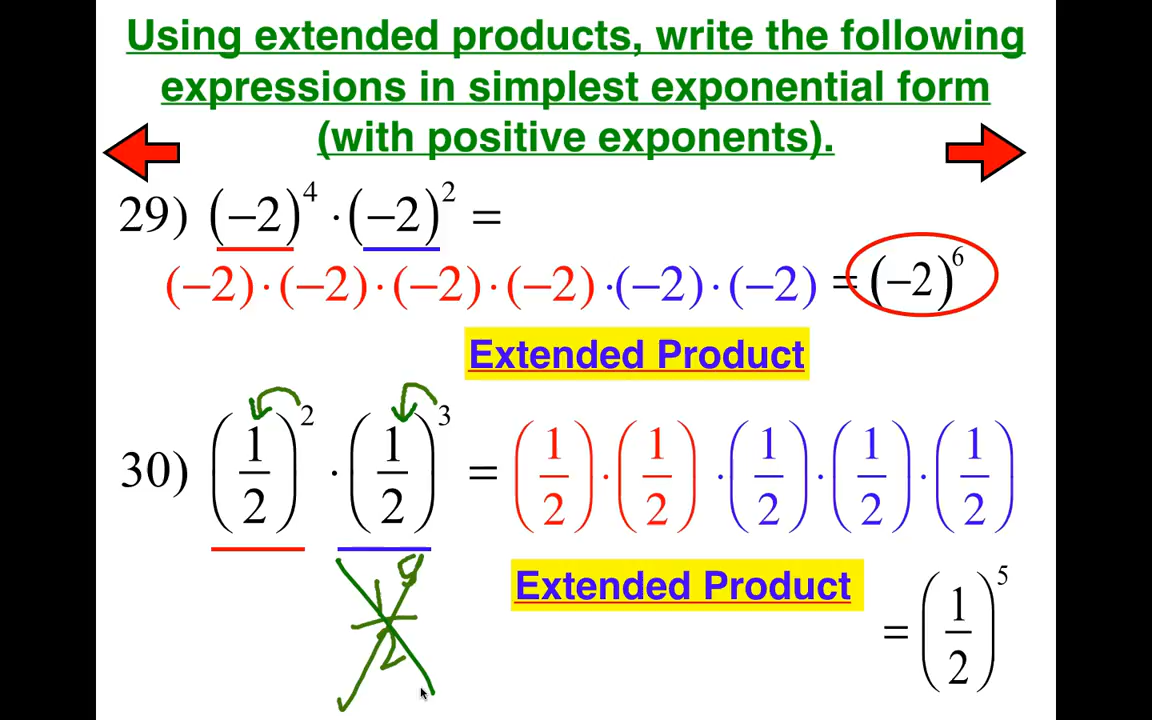 Using extended products, write the following
expressions in simplest exponential form
(with positive exponents).
29) (−2)⁴ · (−2)² =
(−2) · (−2) · (−2) · (−2) · (−2) · (−2) = (−2)⁶
Extended Product
30) (1/2)² · (1/2)³ = (1/2) · (1/2) · (1/2) · (1/2) · (1/2)
Extended Product
= (1/2)⁵